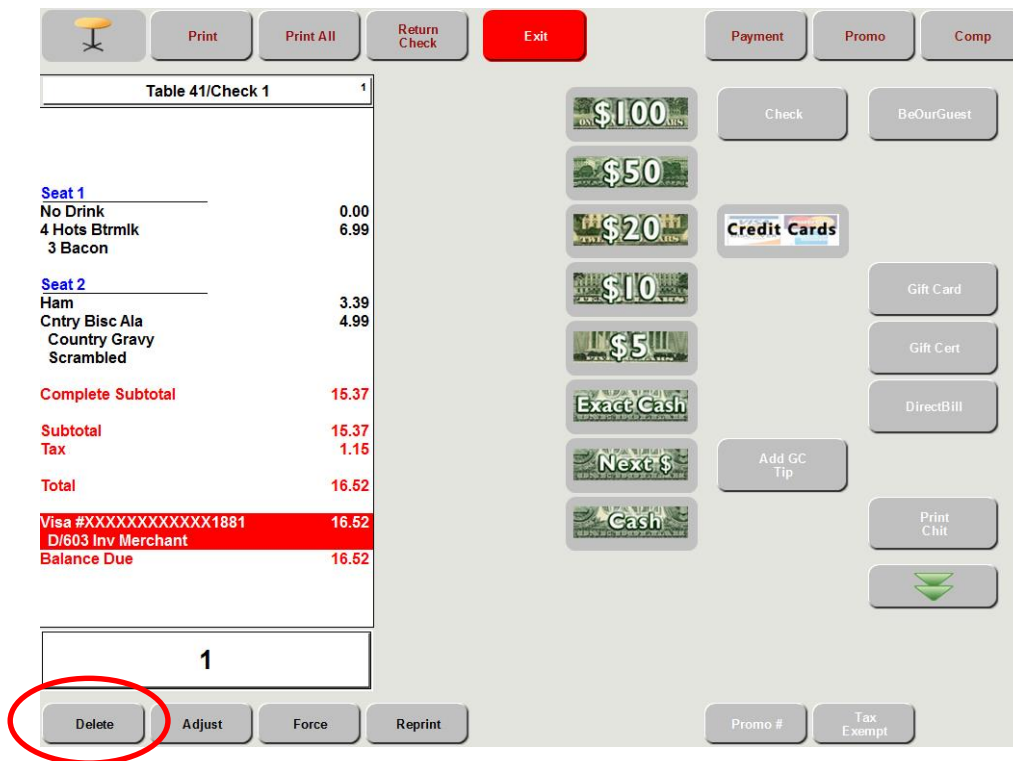 Print
Print All
Return
Check
Exit
Payment
Promo
Comp
Table 41/Check 1
1
Seat 1
No Drink 0.00
4 Hots Btrmlk 6.99
3 Bacon
Seat 2
Ham 3.39
Cntry Bisc Ala 4.99
Country Gravy
Scrambled
Complete Subtotal 15.37
Subtotal 15.37
Tax 1.15
Total 16.52
Visa #XXXXXXXXXXXX1881 16.52
D/603 Inv Merchant
Balance Due 16.52
1
$100
$50
$20
$10
$5
Exact Cash
Next $
Cash
Check
Credit Cards
Add GC
Tip
BeOurGuest
Gift Card
Gift Cert
DirectBill
Print
Chit
Delete
Adjust
Force
Reprint
Promo #
Tax
Exempt